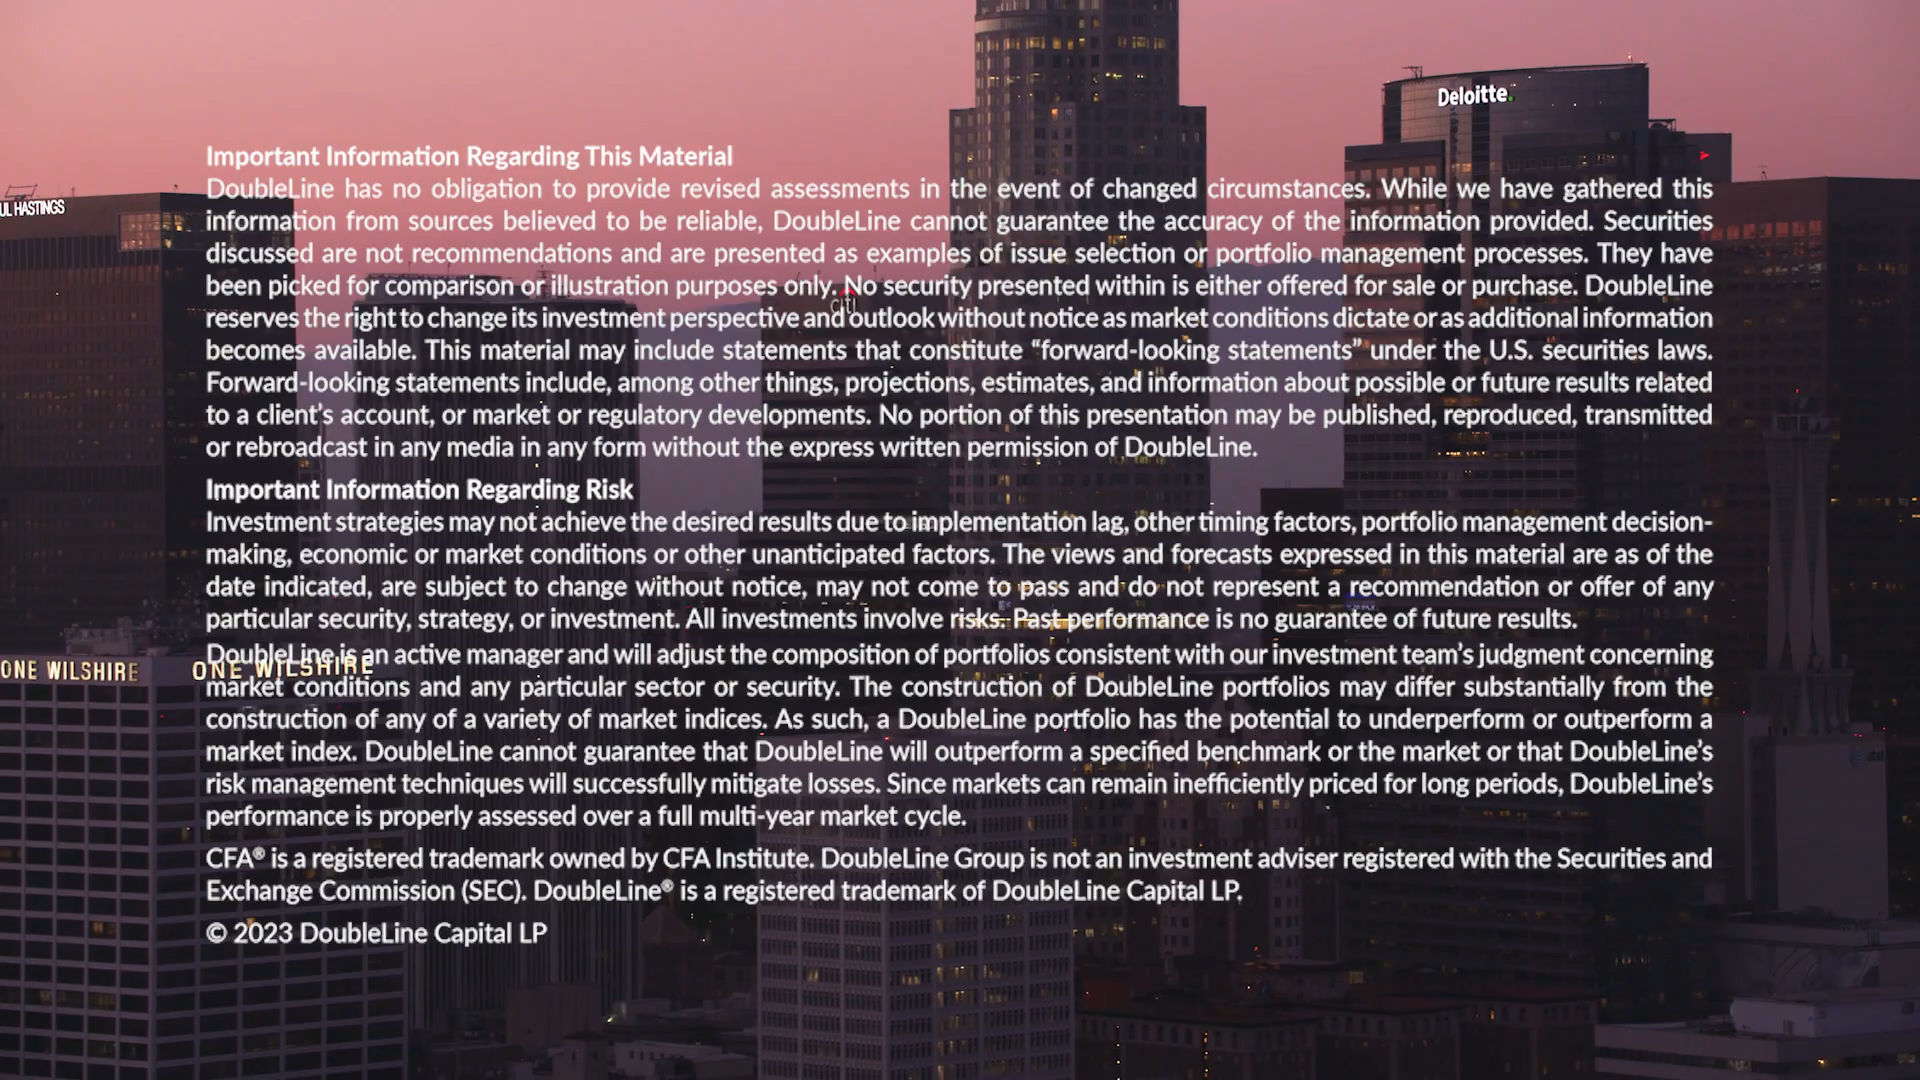 Deloitte.
UL HASTINGS
citi
Important Information Regarding This Material
DoubleLine has no obligation to provide revised assessments in the event of changed circumstances. While we have gathered this
information from sources believed to be reliable, DoubleLine cannot guarantee the accuracy of the information provided. Securities
discussed are not recommendations and are presented as examples of issue selection or portfolio management processes. They have
been picked for comparison or illustration purposes only. No security presented within is either offered for sale or purchase. DoubleLine
reserves the right to change its investment perspective and outlook without notice as market conditions dictate or as additional information
becomes available. This material may include statements that constitute “forward-looking statements” under the U.S. securities laws.
Forward-looking statements include, among other things, projections, estimates, and information about possible or future results related
to a client’s account, or market or regulatory developments. No portion of this presentation may be published, reproduced, transmitted
or rebroadcast in any media in any form without the express written permission of DoubleLine.
Important Information Regarding Risk
Investment strategies may not achieve the desired results due to implementation lag, other timing factors, portfolio management decision-
making, economic or market conditions or other unanticipated factors. The views and forecasts expressed in this material are as of the
date indicated, are subject to change without notice, may not come to pass and do not represent a recommendation or offer of any
particular security, strategy, or investment. All investments involve risks. Past performance is no guarantee of future results.
DoubleLine is an active manager and will adjust the composition of portfolios consistent with our investment team’s judgment concerning
market conditions and any particular sector or security. The construction of DoubleLine portfolios may differ substantially from the
construction of any of a variety of market indices. As such, a DoubleLine portfolio has the potential to underperform or outperform a
market index. DoubleLine cannot guarantee that DoubleLine will outperform a specified benchmark or the market or that DoubleLine’s
risk management techniques will successfully mitigate losses. Since markets can remain inefficiently priced for long periods, DoubleLine’s
performance is properly assessed over a full multi-year market cycle.
CFA® is a registered trademark owned by CFA Institute. DoubleLine Group is not an investment adviser registered with the Securities and
Exchange Commission (SEC). DoubleLine® is a registered trademark of DoubleLine Capital LP.
© 2023 DoubleLine Capital LP
ONE WILSHIRE
ONE WILSHIRE
at&t